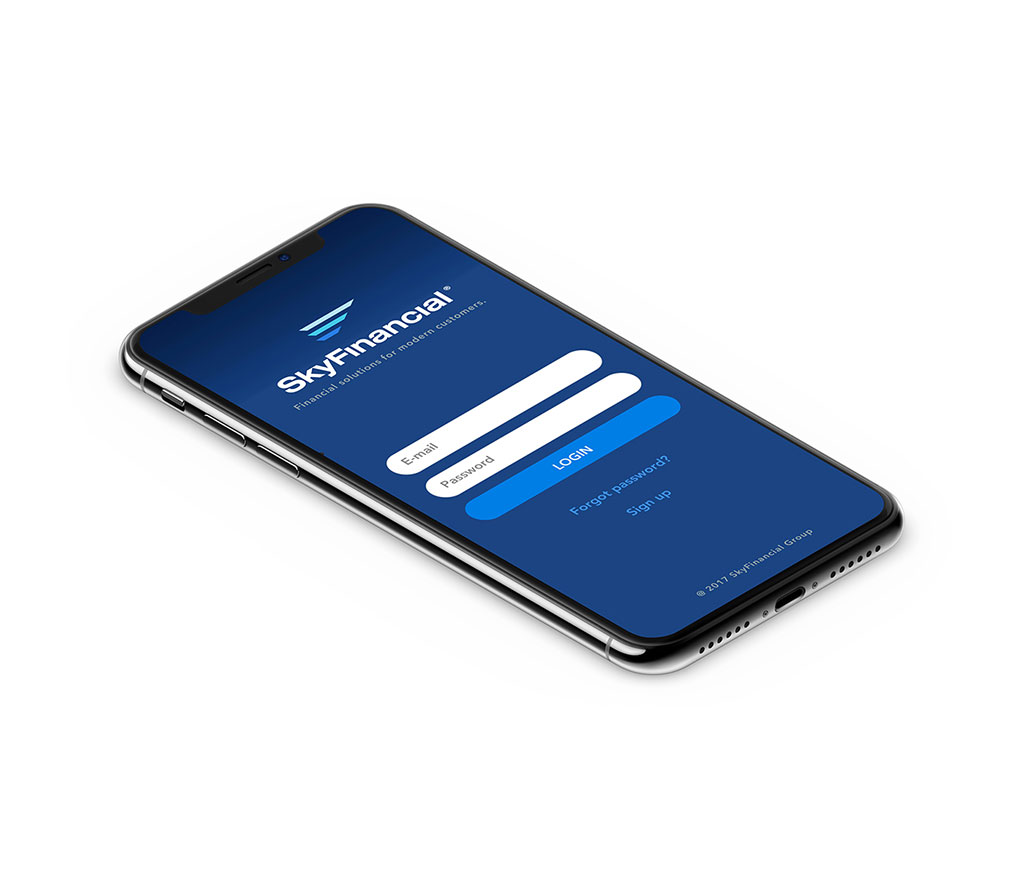 SkyFinancial®
Financial solutions for modern customers.
E-mail
Password
LOGIN
Forgot password?
Sign up
@ 2017 SkyFinancial Group